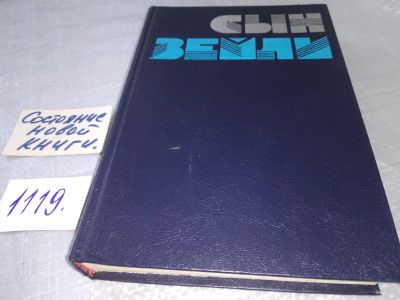 СЫН
ЗЕМЛИ
Состояние
новой
книги.
1119.